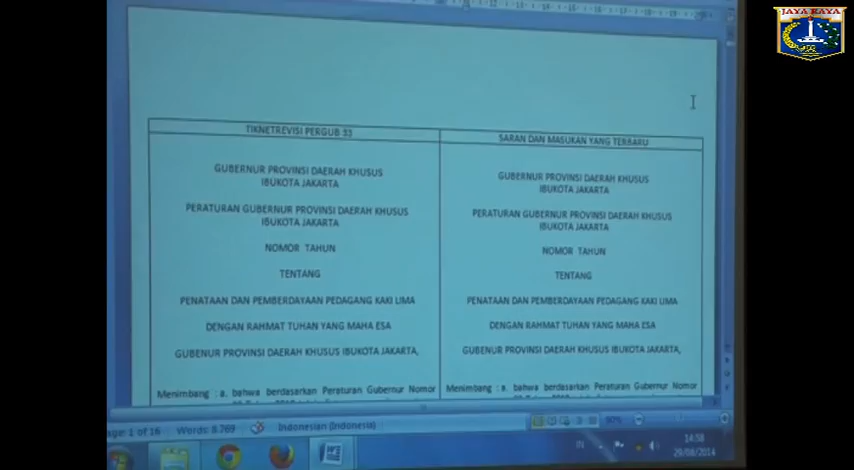 JAYA RAYA
TIKNETREVISI PERGUB 33
SARAN DAN MASUKAN YANG TERBARU
GUBERNUR PROVINSI DAERAH KHUSUS
IBUKOTA JAKARTA
PERATURAN GUBERNUR PROVINSI DAERAH KHUSUS
IBUKOTA JAKARTA
NOMOR TAHUN
TENTANG
PENATAAN DAN PEMBERDAYAAN PEDAGANG KAKI LIMA
DENGAN RAHMAT TUHAN YANG MAHA ESA
GUBENUR PROVINSI DAERAH KHUSUS IBUKOTA JAKARTA,
Menimbang : a. bahwa berdasarkan Peraturan Gubernur Nomor
GUBERNUR PROVINSI DAERAH KHUSUS
IBUKOTA JAKARTA
PERATURAN GUBERNUR PROVINSI DAERAH KHUSUS
IBUKOTA JAKARTA
NOMOR TAHUN
TENTANG
PENATAAN DAN PEMBERDAYAAN PEDAGANG KAKI LIMA
DENGAN RAHMAT TUHAN YANG MAHA ESA
GUBENUR PROVINSI DAERAH KHUSUS IBUKOTA JAKARTA,
Menimbang : a. bahwa berdasarkan Peraturan Gubernur Nomor
age: 1 of 16 Words: 8.769 Indonesian (Indonesia) 90%
IN 14:58
29/08/2014